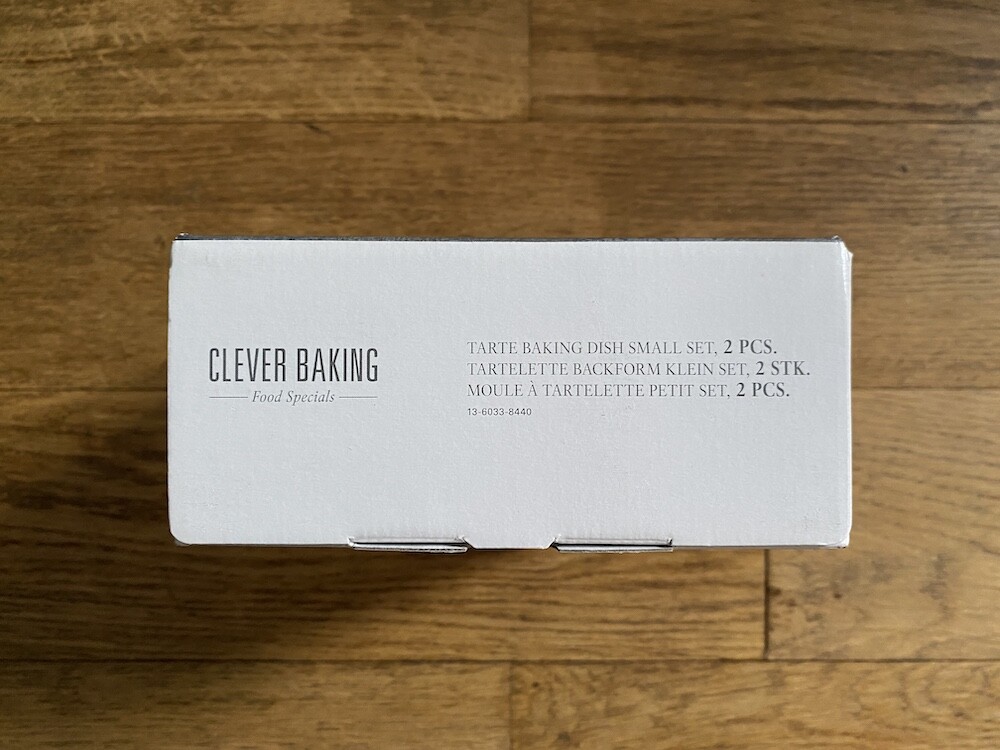 CLEVER BAKING
Food Specials
TARTE BAKING DISH SMALL SET, 2 PCS.
TARTELETTE BACKFORM KLEIN SET, 2 STK.
MOULE À TARTELETTE PETIT SET, 2 PCS.
13-6033-8440